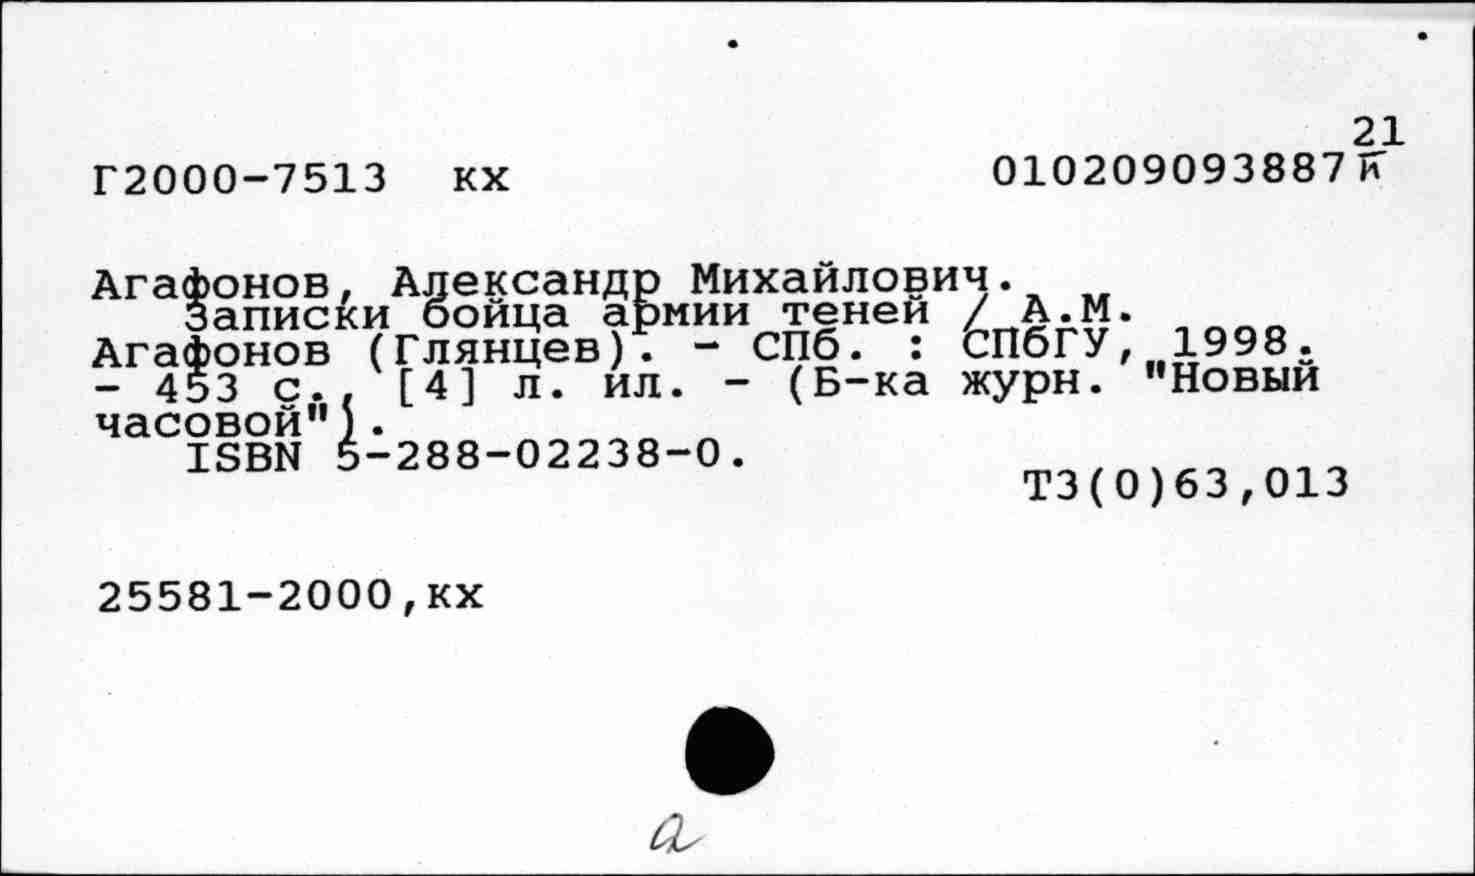 21
Г2000-7513 кх 010209093887и
Агафонов, Александр Михайлович.
Записки бойца армии теней / А.М.
Агафонов (Глянцев). - СПб. : СПбГУ, 1998.
- 453 с., [4] л. ил. - (Б-ка журн. "Новый
часовой").
ISBN 5-288-02238-0.
Т3(0)63,013
25581-2000,кх
а